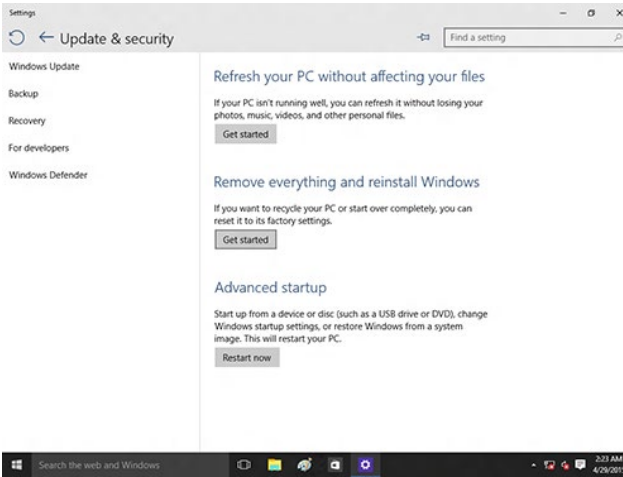 Settings
Update & security
Find a setting
Windows Update
Backup
Recovery
For developers
Windows Defender
Refresh your PC without affecting your files
If your PC isn't running well, you can refresh it without losing your
photos, music, videos, and other personal files.
Get started
Remove everything and reinstall Windows
If you want to recycle your PC or start over completely, you can
reset it to its factory settings.
Get started
Advanced startup
Start up from a device or disc (such as a USB drive or DVD), change
Windows startup settings, or restore Windows from a system
image. This will restart your PC.
Restart now
Search the web and Windows
2:23 AM
4/29/201